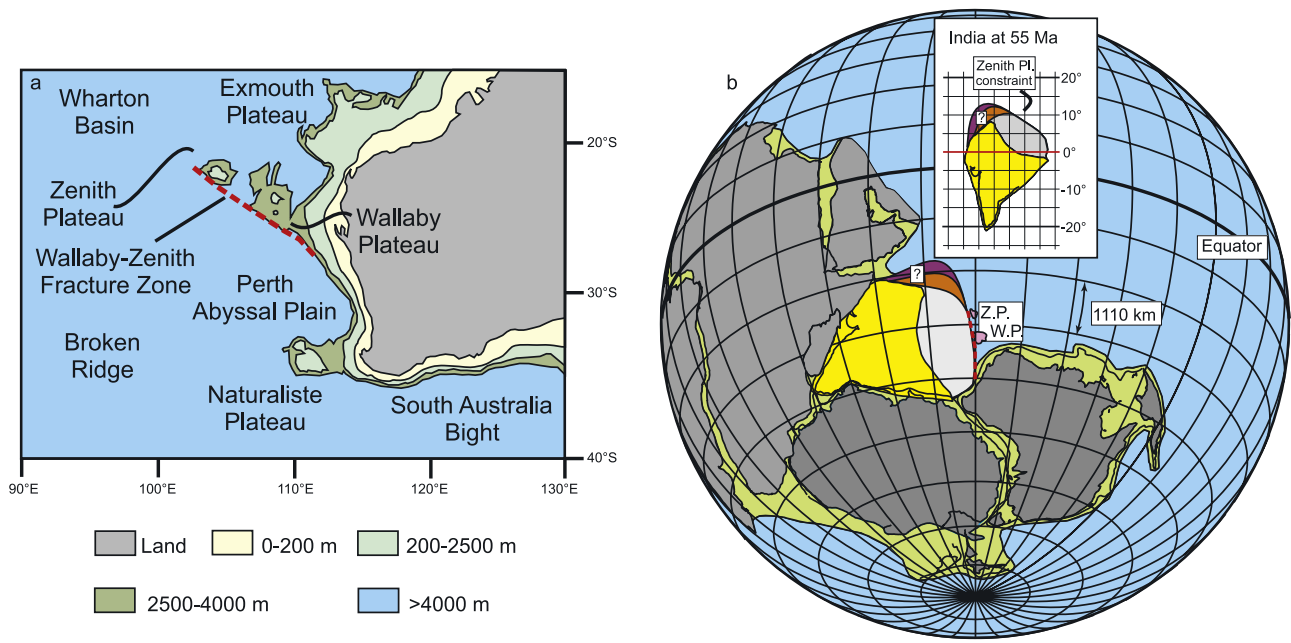 a
Wharton
Basin
Exmouth
Plateau
Zenith
Plateau
Wallaby
Plateau
Wallaby-Zenith
Fracture Zone
Perth
Abyssal Plain
Broken
Ridge
Naturaliste
Plateau
South Australia
Bight
20°S
30°S
40°S
90°E
100°E
110°E
120°E
130°E
Land
0-200 m
200-2500 m
2500-4000 m
>4000 m
b
India at 55 Ma
Zenith Pl.
constraint
?
20°
10°
0°
-10°
-20°
Equator
?
Z.P.
W.P.
1110 km